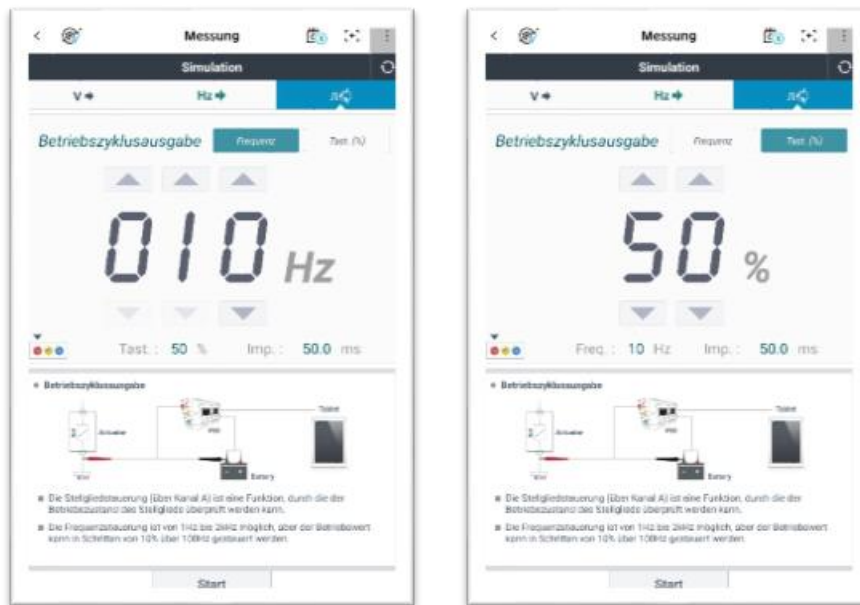 Messung
Simulation
V
Hz
Betriebszyklusausgabe Frequenz Tast. (%)
010 Hz
Tast. : 50 % Imp. : 50.0 ms
Betriebszyklusausgabe
Actuator
Tablet
Battery
Die Stellgliedsteuerung (über Kanal A) ist eine Funktion, durch die der
Betriebszustand des Stellglieds überprüft werden kann.
Die Frequenzsteuerung ist von 1Hz bis 2kHz möglich, aber der Betriebswert
kann in Schritten von 10% über 100Hz gesteuert werden.
Start
Messung
Simulation
V
Hz
Betriebszyklusausgabe Frequenz Tast. (%)
50 %
Freq. : 10 Hz Imp. : 50.0 ms
Betriebszyklusausgabe
Actuator
Tablet
Battery
Die Stellgliedsteuerung (über Kanal A) ist eine Funktion, durch die der
Betriebszustand des Stellglieds überprüft werden kann.
Die Frequenzsteuerung ist von 1Hz bis 2kHz möglich, aber der Betriebswert
kann in Schritten von 10% über 100Hz gesteuert werden.
Start